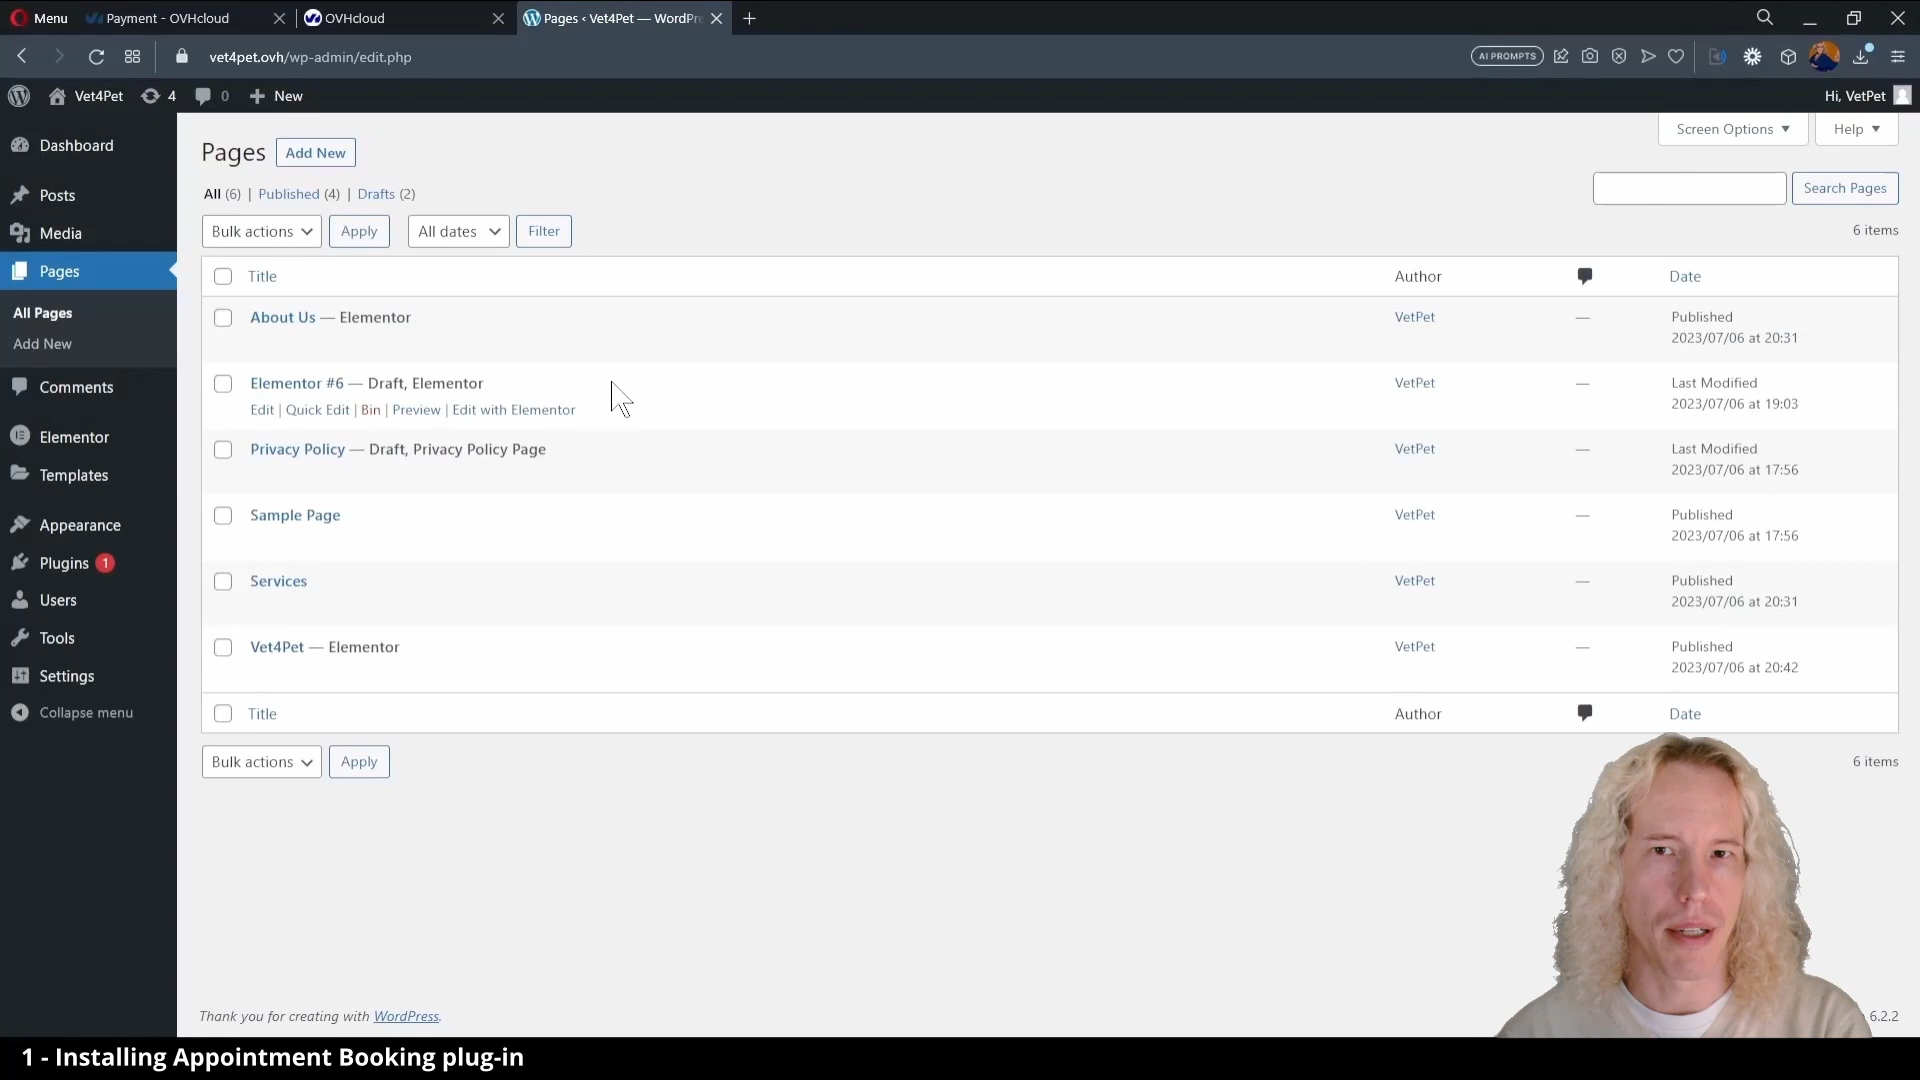 Menu
Payment - OVHcloud
OVHcloud
Pages ‹ Vet4Pet — WordPr
vet4pet.ovh/wp-admin/edit.php
AI PROMPTS
Vet4Pet
4
0
New
Hi, VetPet
Dashboard
Posts
Media
Pages
All Pages
Add New
Comments
Elementor
Templates
Appearance
Plugins 1
Users
Tools
Settings
Collapse menu
Screen Options
Help
Pages
Add New
All (6) | Published (4) | Drafts (2)
Search Pages
Bulk actions
Apply
All dates
Filter
6 items
Title
Author
Date
About Us — Elementor
VetPet
—
Published
2023/07/06 at 20:31
Elementor #6 — Draft, Elementor
Edit | Quick Edit | Bin | Preview | Edit with Elementor
VetPet
—
Last Modified
2023/07/06 at 19:03
Privacy Policy — Draft, Privacy Policy Page
VetPet
—
Last Modified
2023/07/06 at 17:56
Sample Page
VetPet
—
Published
2023/07/06 at 17:56
Services
VetPet
—
Published
2023/07/06 at 20:31
Vet4Pet — Elementor
VetPet
—
Published
2023/07/06 at 20:42
Title
Author
Date
Bulk actions
Apply
6 items
Thank you for creating with WordPress.
6.2.2
1 - Installing Appointment Booking plug-in